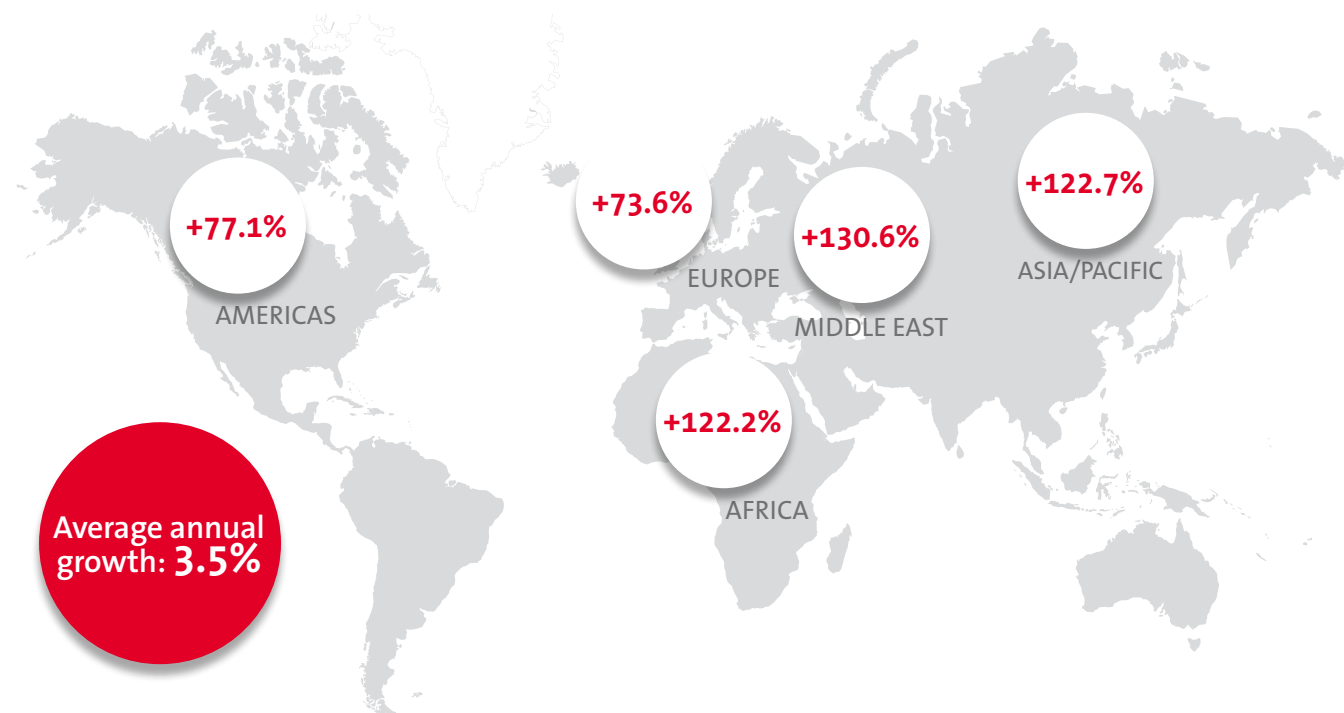 +77.1%
AMERICAS
+73.6%
EUROPE
+130.6%
MIDDLE EAST
+122.7%
ASIA/PACIFIC
+122.2%
AFRICA
Average annual
growth: 3.5%